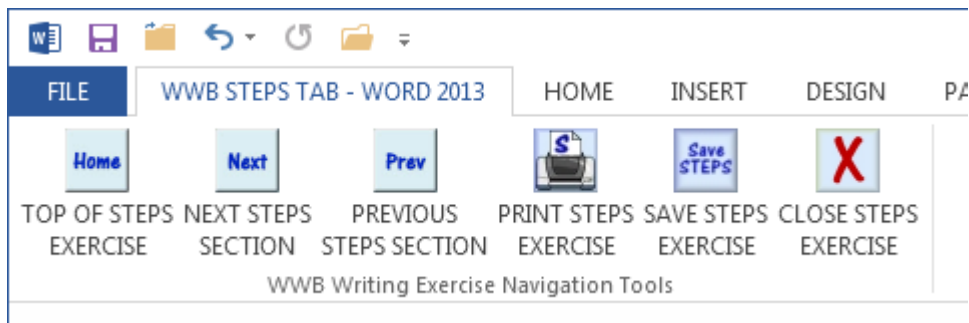 W
FILE WWB STEPS TAB - WORD 2013 HOME INSERT DESIGN PA
Home Next Prev S Save STEPS X
TOP OF STEPS EXERCISE
NEXT STEPS SECTION
PREVIOUS STEPS SECTION
PRINT STEPS EXERCISE
SAVE STEPS EXERCISE
CLOSE STEPS EXERCISE
WWB Writing Exercise Navigation Tools